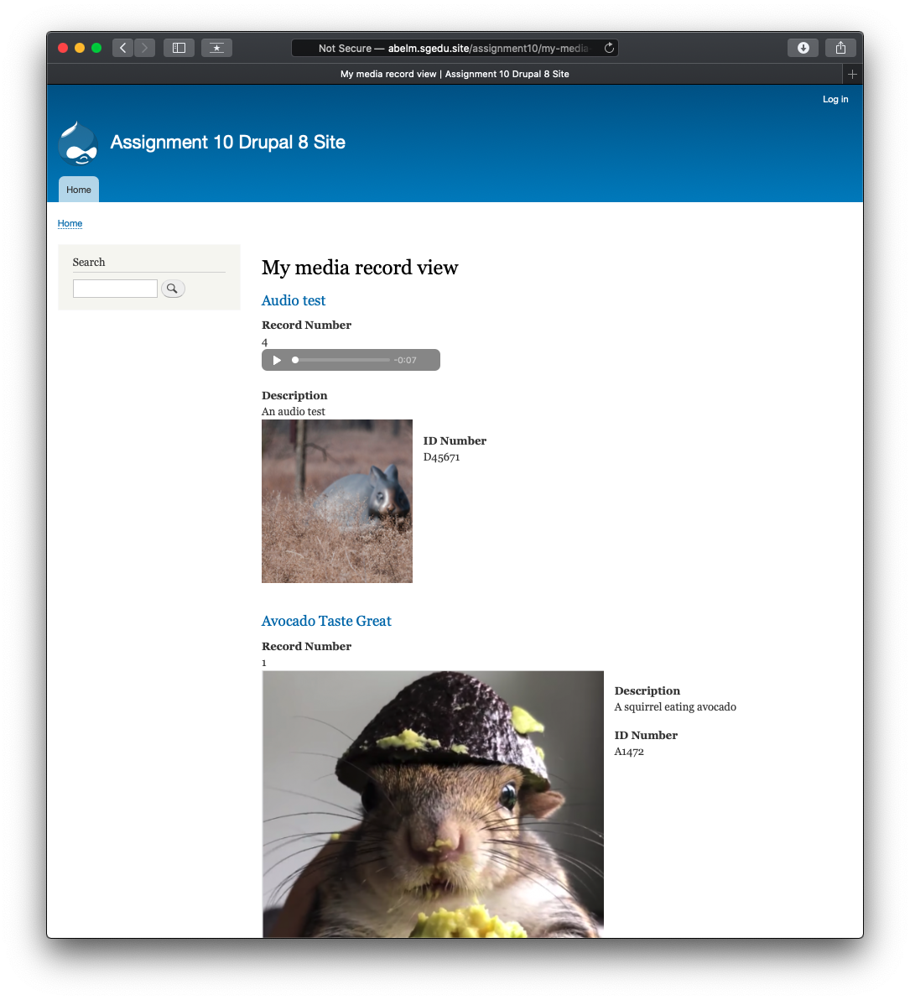 Not Secure — abelm.sgedu.site/assignment10/my-media
My media record view | Assignment 10 Drupal 8 Site
Log in
Assignment 10 Drupal 8 Site
Home
Home
Search
My media record view
Audio test
Record Number
4
-0:07
Description
An audio test
ID Number
D45671
Avocado Taste Great
Record Number
1
Description
A squirrel eating avocado
ID Number
A1472